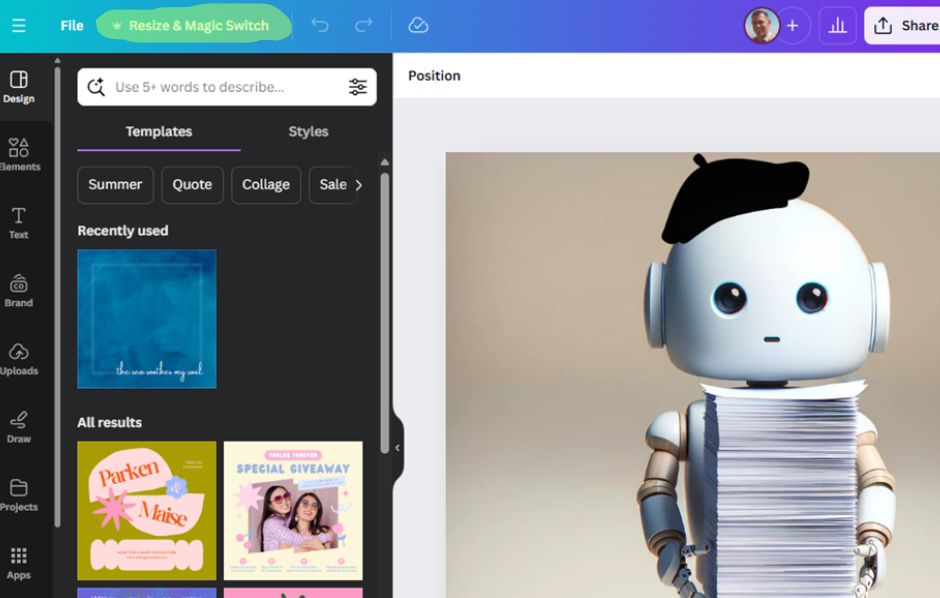 File
Resize & Magic Switch
Share
Design
Elements
Text
Brand
CO
Uploads
Draw
Projects
Apps
Use 5+ words to describe...
Templates
Styles
Summer
Quote
Collage
Sale
Recently used
the sea soothes my soul
All results
Parken
Maise
SPECIAL GIVEAWAY
Position